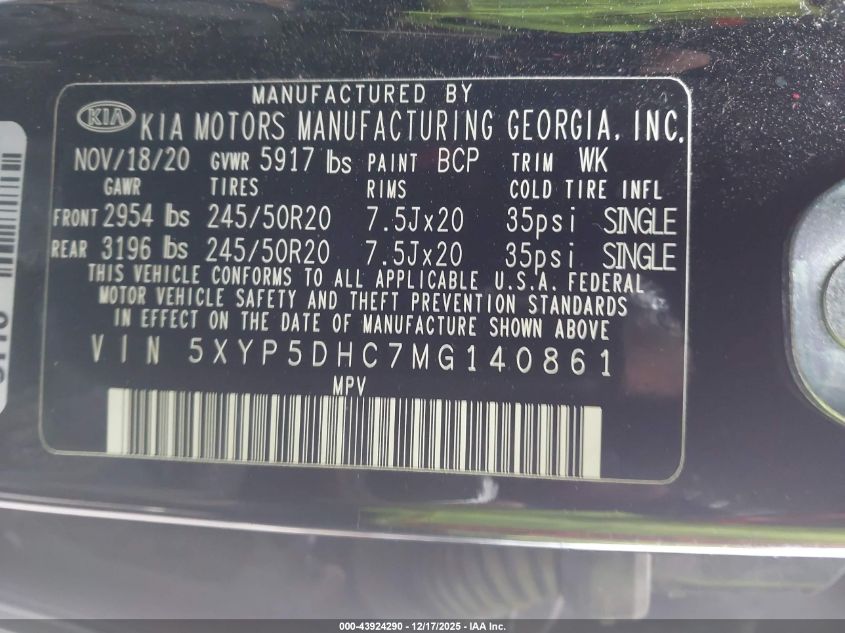 MANUFACTURED BY
KIA KIA MOTORS MANUFACTURING GEORGIA, INC.
NOV/18/20 GVWR 5917 lbs PAINT BCP TRIM WK
GAWR TIRES RIMS COLD TIRE INFL
FRONT 2954 lbs 245/50R20 7.5Jx20 35psi SINGLE
REAR 3196 lbs 245/50R20 7.5Jx20 35psi SINGLE
THIS VEHICLE CONFORMS TO ALL APPLICABLE U.S.A. FEDERAL
MOTOR VEHICLE SAFETY AND THEFT PREVENTION STANDARDS
IN EFFECT ON THE DATE OF MANUFACTURE SHOWN ABOVE
VIN 5XYP5DHC7MG140861
MPV
000-43924290 - 12/17/2025 - IAA Inc.